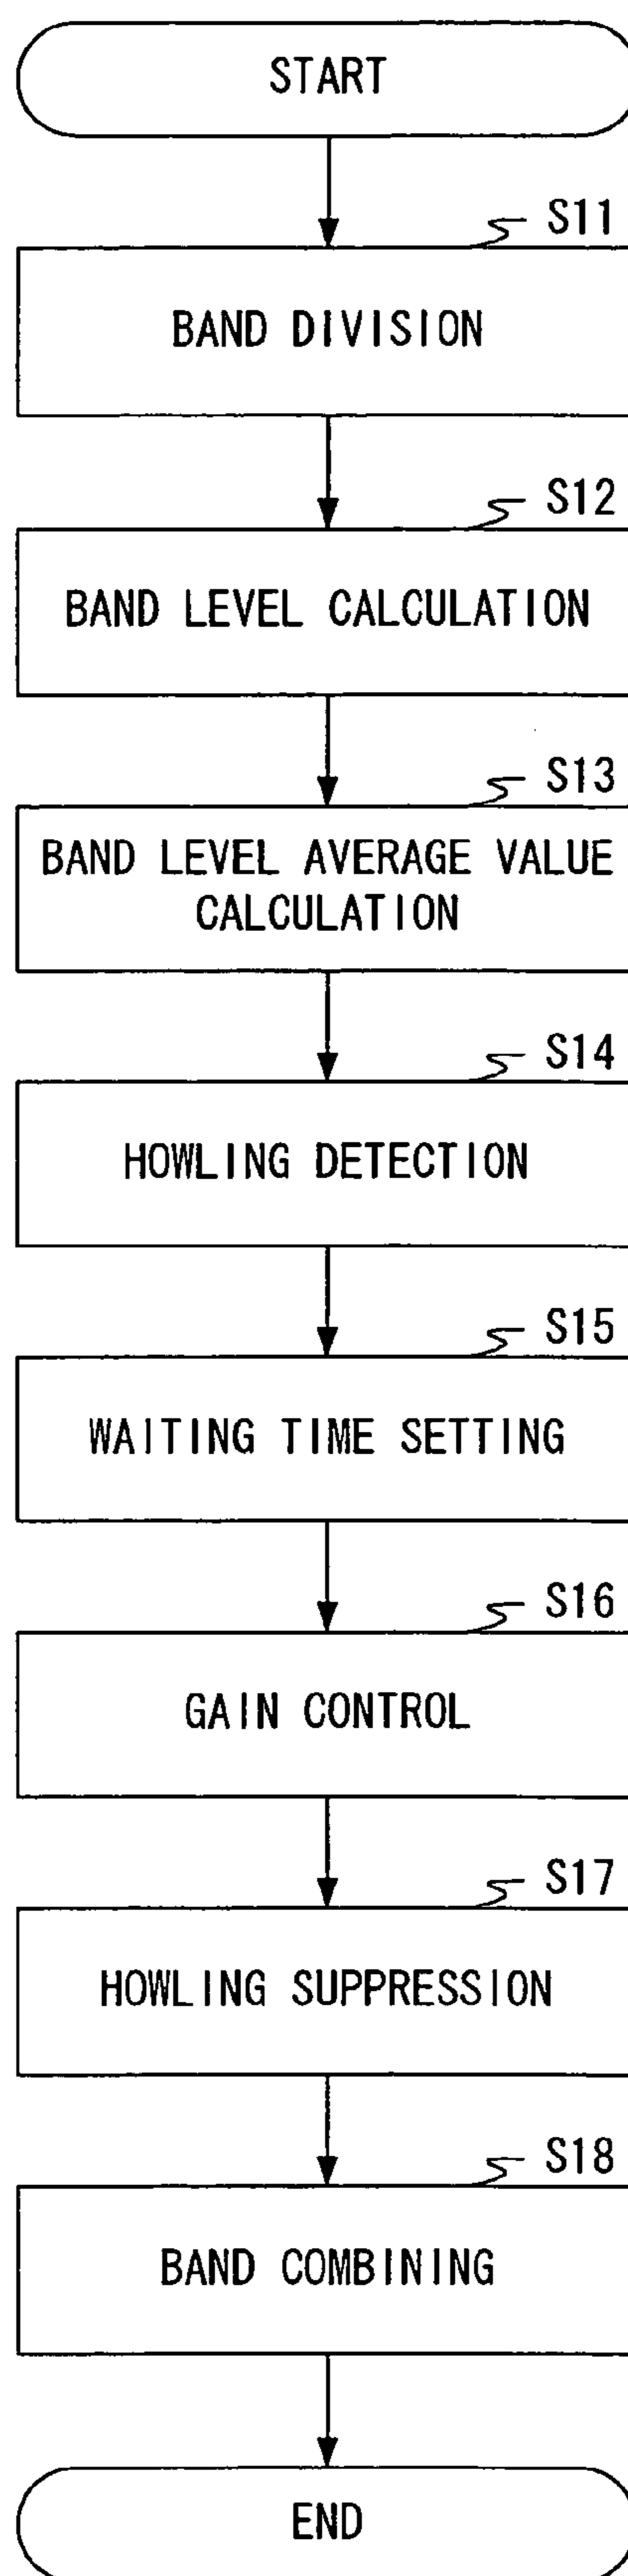 START
S11
BAND DIVISION
S12
BAND LEVEL CALCULATION
S13
BAND LEVEL AVERAGE VALUE
CALCULATION
S14
HOWLING DETECTION
S15
WAITING TIME SETTING
S16
GAIN CONTROL
S17
HOWLING SUPPRESSION
S18
BAND COMBINING
END